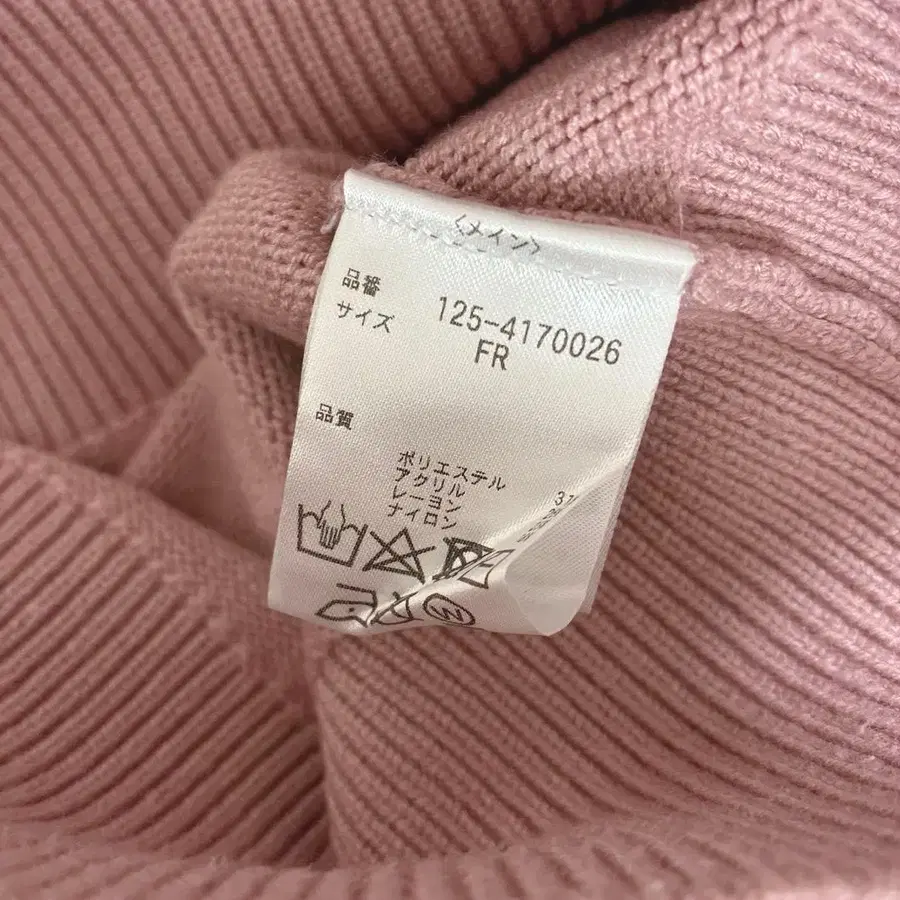 〈メイン〉
品番 125-4170026
サイズ FR
品質
ポリエステル
アクリル
レーヨン
ナイロン